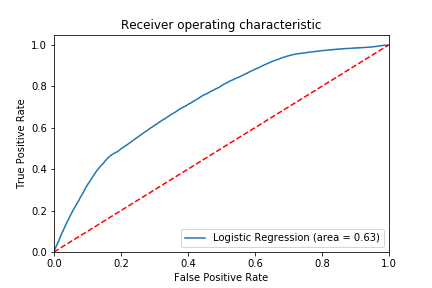 Receiver operating characteristic
True Positive Rate
1.0
0.8
0.6
0.4
0.2
0.0
Logistic Regression (area = 0.63)
0.0 0.2 0.4 0.6 0.8 1.0
False Positive Rate